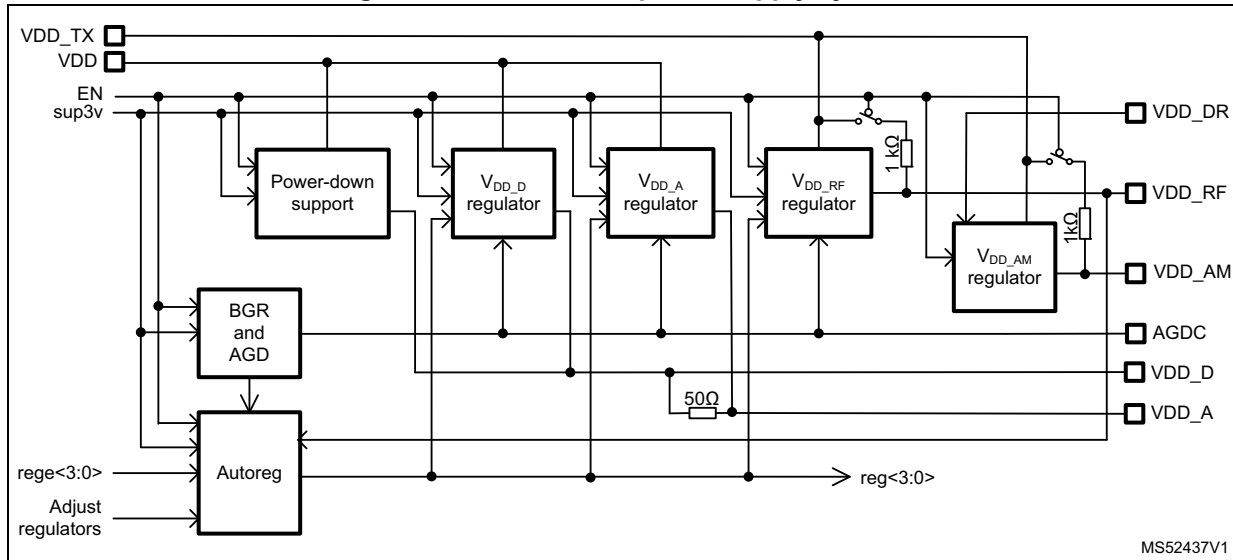 VDD_TX
VDD
EN
sup3v
VDD_DR
1 kΩ
Power-down
support
VDD_D
regulator
VDD_A
regulator
VDD_RF
regulator
VDD_RF
1kΩ
VDD_AM
regulator
VDD_AM
BGR
and
AGD
AGDC
VDD_D
50Ω
VDD_A
Autoreg
rege<3:0>
reg<3:0>
Adjust
regulators
MS52437V1